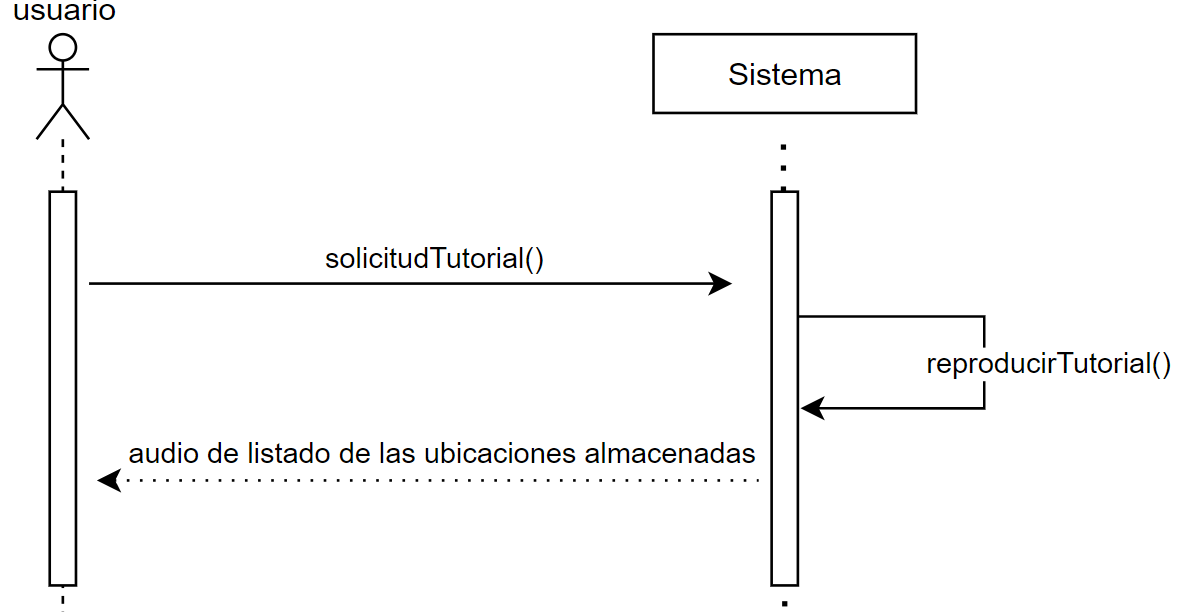 usuario
Sistema
solicitudTutorial()
reproducirTutorial()
audio de listado de las ubicaciones almacenadas